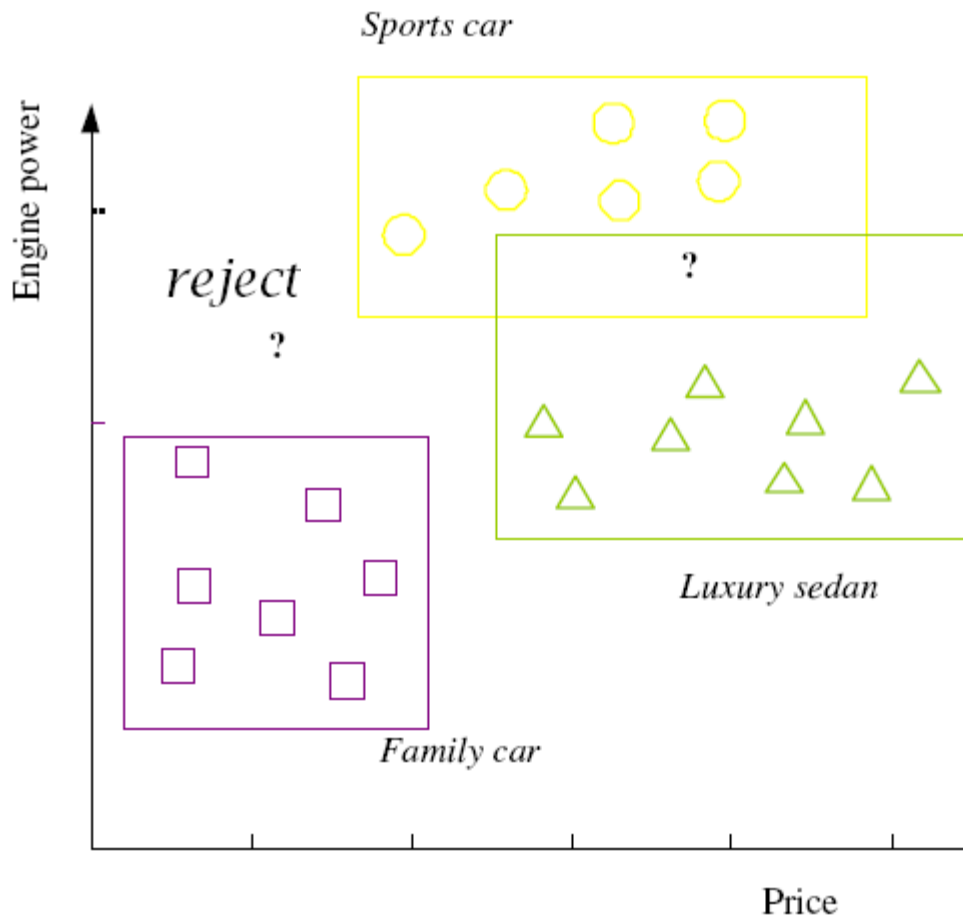 Sports car
Engine power
?
reject
?
Luxury sedan
Family car
Price